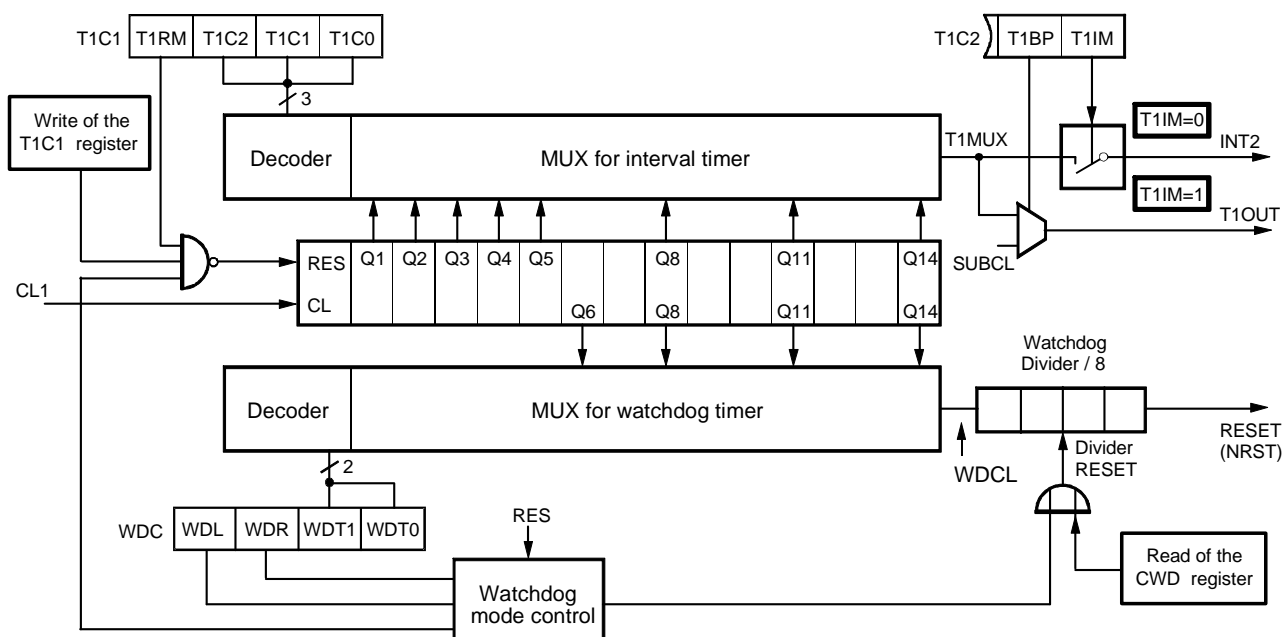 T1C1 T1RM T1C2 T1C1 T1C0
T1C2 T1BP T1IM
3
Write of the
T1C1 register
Decoder
MUX for interval timer
T1MUX
T1IM=0
INT2
T1IM=1
T1OUT
SUBCL
RES Q1 Q2 Q3 Q4 Q5 Q8 Q11 Q14
CL1
CL Q6 Q8 Q11 Q14
Watchdog
Divider / 8
Decoder
MUX for watchdog timer
RESET
(NRST)
2
WDCL
Divider
RESET
WDC WDL WDR WDT1 WDT0
RES
Watchdog
mode control
Read of the
CWD register